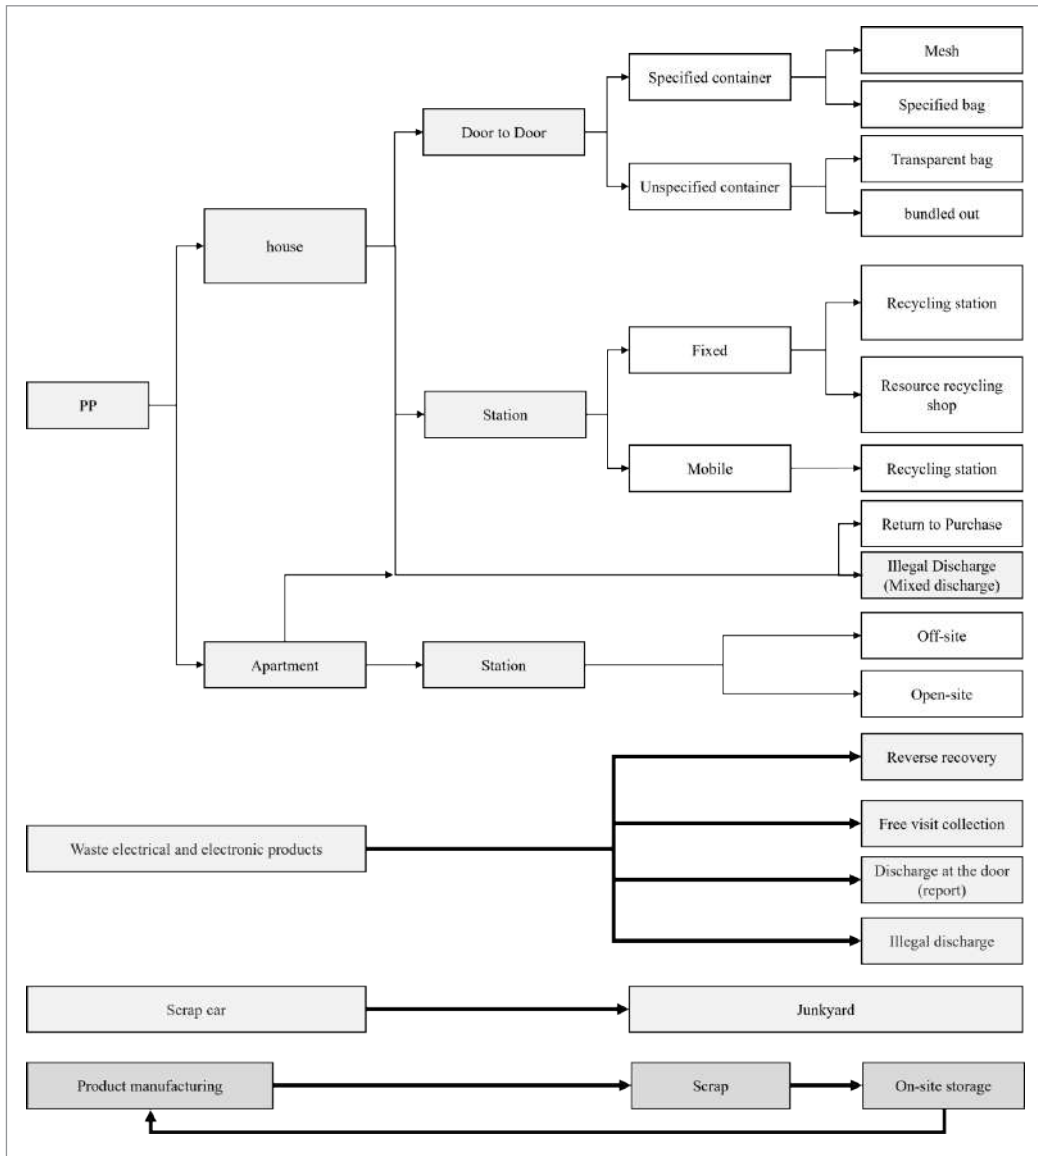 Mesh
Specified container
Specified bag
Door to Door
Transparent bag
Unspecified container
bundled out
house
Recycling station
Fixed
PP
Resource recycling
shop
Station
Mobile
Recycling station
Return to Purchase
Illegal Discharge
(Mixed discharge)
Off-site
Apartment
Station
Open-site
Reverse recovery
Free visit collection
Waste electrical and electronic products
Discharge at the door
(report)
Illegal discharge
Scrap car
Junkyard
Product manufacturing
Scrap
On-site storage